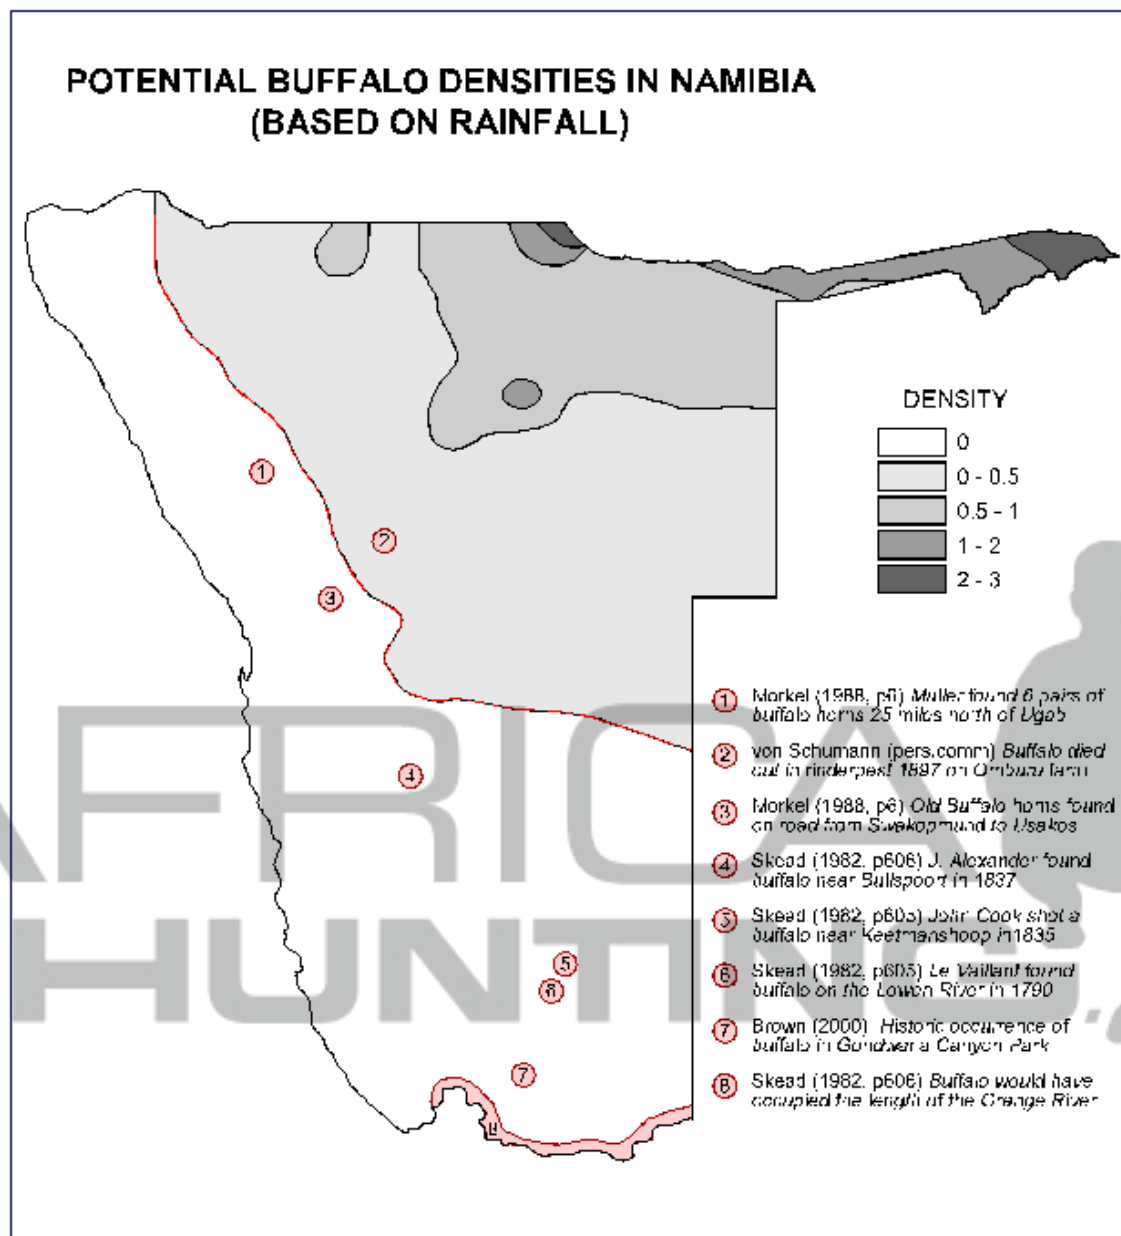 POTENTIAL BUFFALO DENSITIES IN NAMIBIA
(BASED ON RAINFALL)
DENSITY
0
0 - 0.5
0.5 - 1
1 - 2
2 - 3
1
2
3
4
5
6
7
8
1 Morkel (1988, p6) Muller found 6 pairs of
buffalo horns 25 miles north of Ugab
2 von Schumann (pers.comm) Buffalo died
out in rinderpest 1897 on Omburu farm
3 Morkel (1988, p6) Old Buffalo horns found
on road from Swakopmund to Usakos
4 Skead (1982, p606) J. Alexander found
buffalo near Bullspoort in 1837
5 Skead (1982, p605) John Cook shot a
buffalo near Keetmanshoop in 1835
6 Skead (1982, p605) Le Vaillant found
buffalo on the Lowen River in 1790
7 Brown (2000) Historic occurrence of
buffalo in Gondwana Canyon Park
8 Skead (1982, p606) Buffalo would have
occupied the length of the Orange River
AFRICA
HUNTING